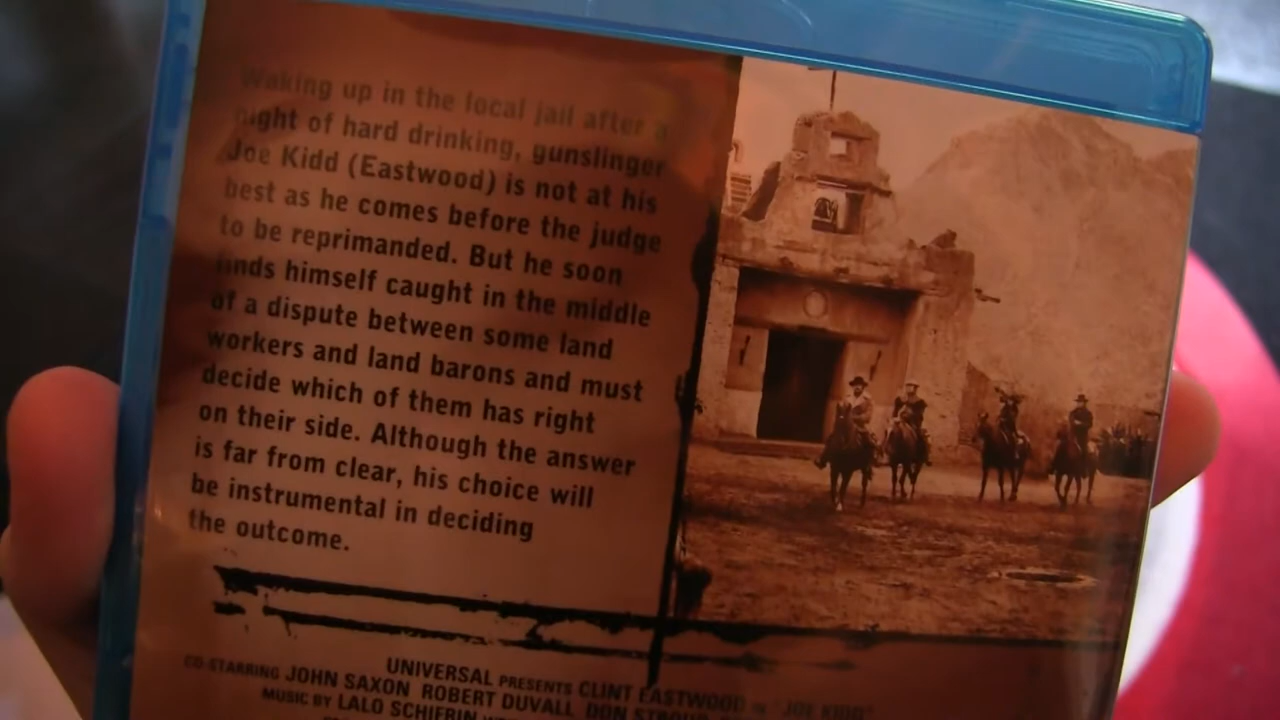 Waking up in the local jail after a
night of hard drinking, gunslinger
Joe Kidd (Eastwood) is not at his
best as he comes before the judge
to be reprimanded. But he soon
finds himself caught in the middle
of a dispute between some land
workers and land barons and must
decide which of them has right
on their side. Although the answer
is far from clear, his choice will
be instrumental in deciding
the outcome.
UNIVERSAL PRESENTS CLINT EASTWOOD IN "JOE KIDD"
CO-STARRING JOHN SAXON ROBERT DUVALL DON STROUD
MUSIC BY LALO SCHIFRIN